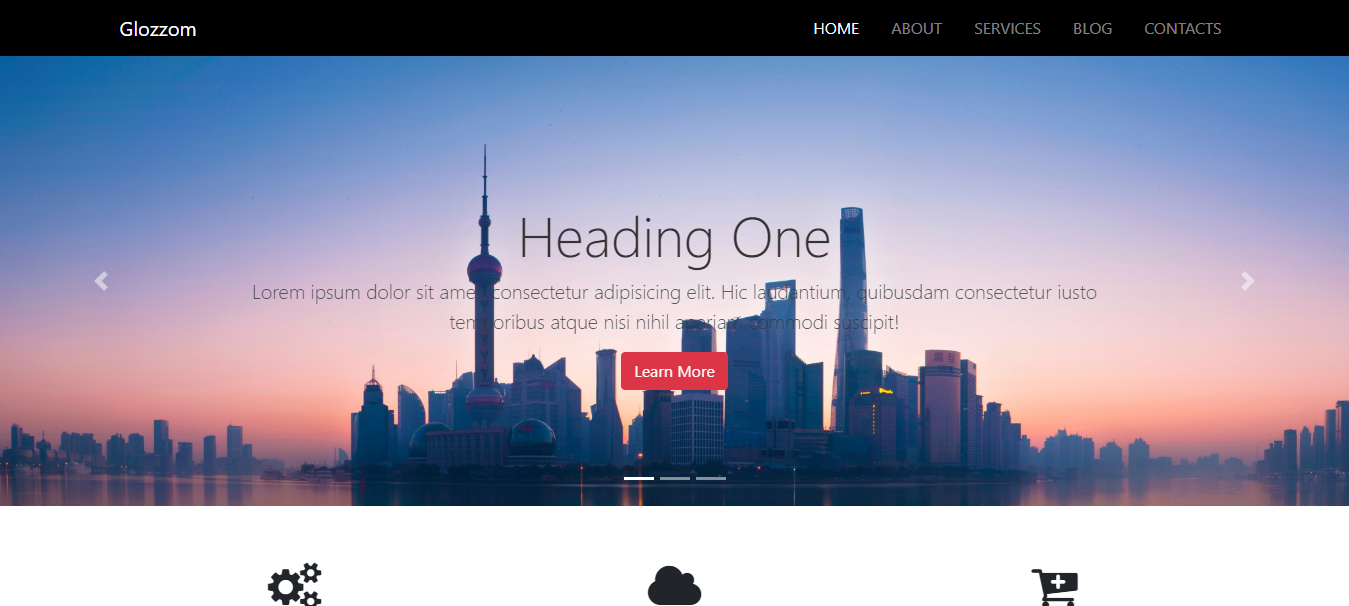 Glozzom
HOME ABOUT SERVICES BLOG CONTACTS
Heading One
Lorem ipsum dolor sit amet, consectetur adipisicing elit. Hic laudantium, quibusdam consectetur iusto
temporibus atque nisi nihil aperiam commodi suscipit!
Learn More